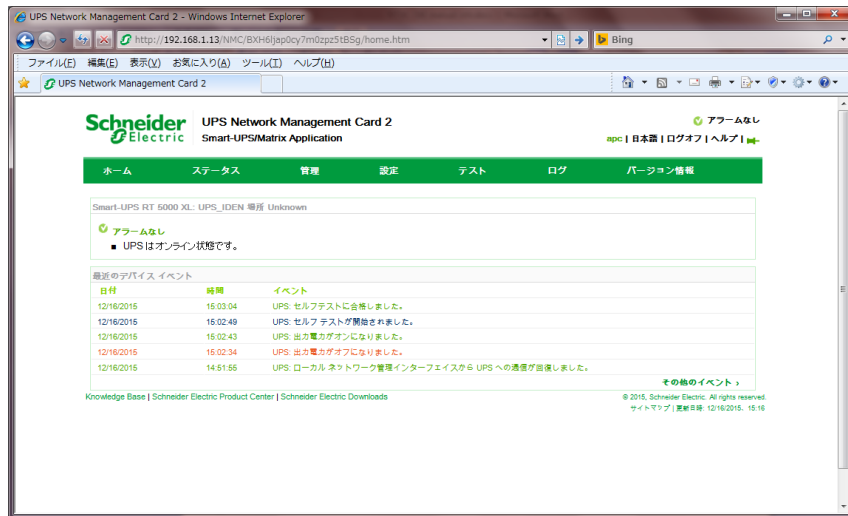 UPS Network Management Card 2 - Windows Internet Explorer
http://192.168.1.13/NMC/BXH6ljap0cy7m0zpz5tBSg/home.htm
Bing
ファイル(F) 編集(E) 表示(V) お気に入り(A) ツール(T) ヘルプ(H)
UPS Network Management Card 2
Schneider Electric
UPS Network Management Card 2
Smart-UPS/Matrix Application
アラームなし
apc | 日本語 | ログオフ | ヘルプ |
ホーム ステータス 管理 設定 テスト ログ バージョン情報
Smart-UPS RT 5000 XL: UPS_IDEN 場所 Unknown
アラームなし
■ UPS はオンライン状態です。
最近のデバイス イベント
日付 時間 イベント
12/16/2015 15:03:04 UPS: セルフテストに合格しました。
12/16/2015 15:02:49 UPS: セルフ テストが開始されました。
12/16/2015 15:02:43 UPS: 出力電力がオンになりました。
12/16/2015 15:02:34 UPS: 出力電力がオフになりました。
12/16/2015 14:51:55 UPS: ローカル ネットワーク管理インターフェイスから UPS への通信が回復しました。
その他のイベント ›
Knowledge Base | Schneider Electric Product Center | Schneider Electric Downloads
© 2015, Schneider Electric. All rights reserved
サイトマップ | 更新日時: 12/16/2015, 15:16